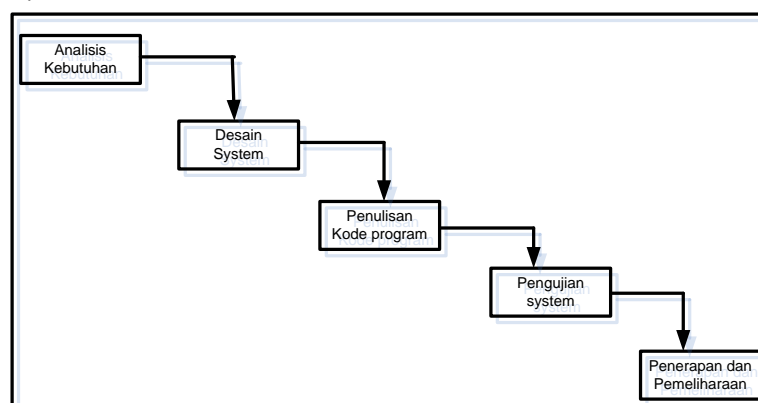 Analisis
Kebutuhan
Desain
System
Penulisan
Kode program
Pengujian
system
Penerapan dan
Pemeliharaan